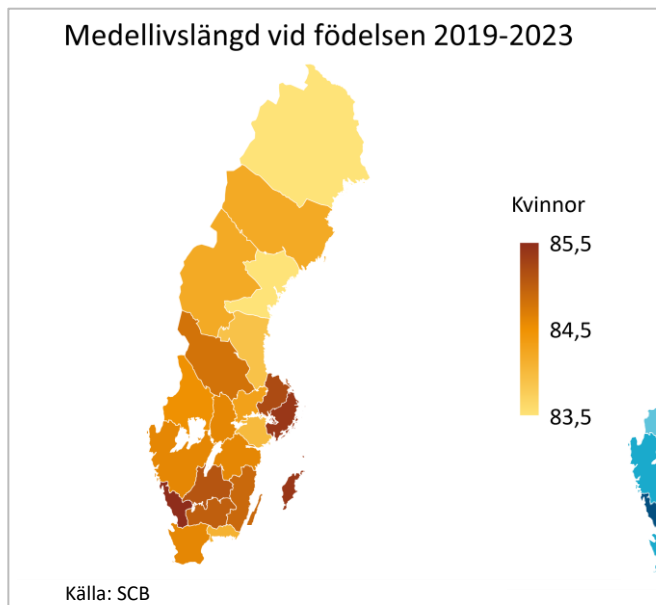 Medellivslängd vid födelsen 2019-2023
Kvinnor
85,5
84,5
83,5
Källa: SCB